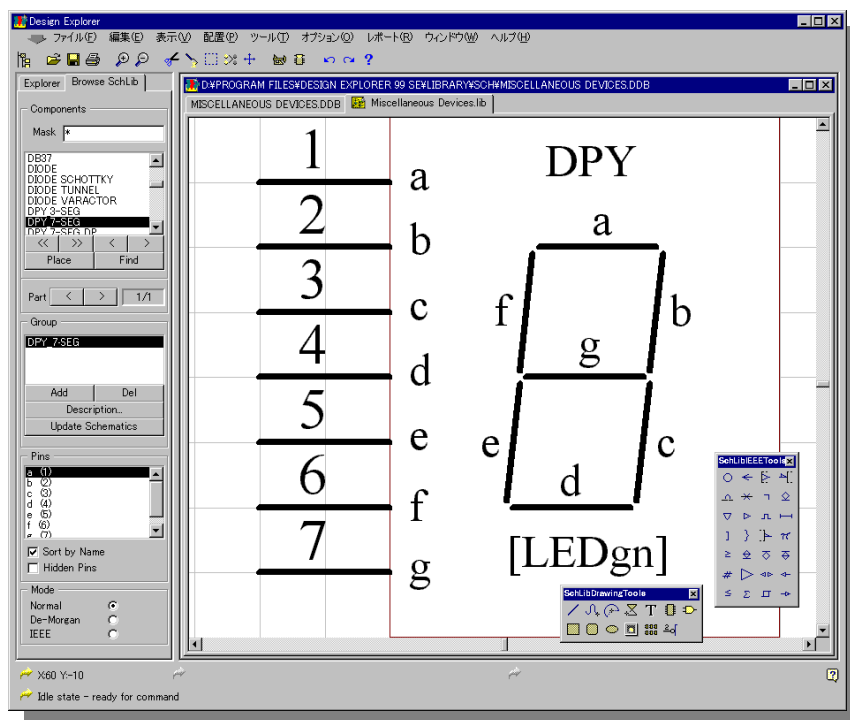 Design Explorer
ファイル(F) 編集(E) 表示(V) 配置(P) ツール(T) オプション(O) レポート(R) ウィンドウ(W) ヘルプ(H)
Explorer Browse SchLib
Components
Mask *
DB37
DIODE
DIODE SCHOTTKY
DIODE TUNNEL
DIODE VARACTOR
DPY 3-SEG
DPY 7-SEG
DPY 7-SEG DP
<< >> < >
Place Find
Part < > 1/1
Group
DPY_7-SEG
Add Del
Description...
Update Schematics
Pins
a (1)
b (2)
c (3)
d (4)
e (5)
f (6)
g (7)
Sort by Name
Hidden Pins
Mode
Normal
De-Morgan
IEEE
D:¥PROGRAM FILES¥DESIGN EXPLORER 99 SE¥LIBRARY¥SCH¥MISCELLANEOUS DEVICES.DDB
MISCELLANEOUS DEVICES.DDB Miscellaneous Devices.lib
1 a
2 b
3 c
4 d
5 e
6 f
7 g
DPY
a
f b
g
e c
d
[LEDgn]
SchLibIEEETools
SchLibDrawingTools
X:60 Y:-10
Idle state - ready for command